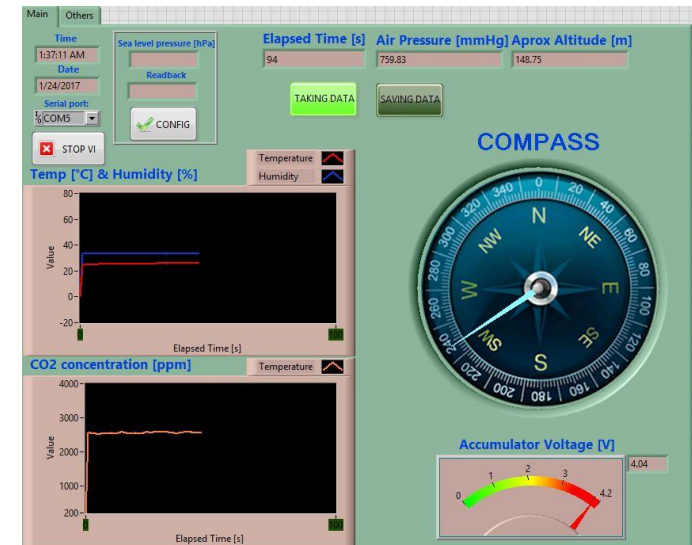 Main Others
Time
1:37:11 AM
Date
1/24/2017
Serial port:
COM5
STOP VI
Sea level pressure [hPa]
Readback
CONFIG
Elapsed Time [s]
94
Air Pressure [mmHg]
759.83
Aprox Altitude [m]
148.75
TAKING DATA
SAVING DATA
Temp [°C] & Humidity [%]
Temperature
Humidity
80
60
40
20
0
-20
Value
0
100
Elapsed Time [s]
CO2 concentration [ppm]
Temperature
4000
3000
2000
1000
200
Value
0
100
Elapsed Time [s]
COMPASS
0
20
40
60
80
100
120
140
160
180
200
220
240
260
280
300
320
340
N
NE
E
SE
S
SW
W
NW
Accumulator Voltage [V]
4.04
0
1
2
3
4.2